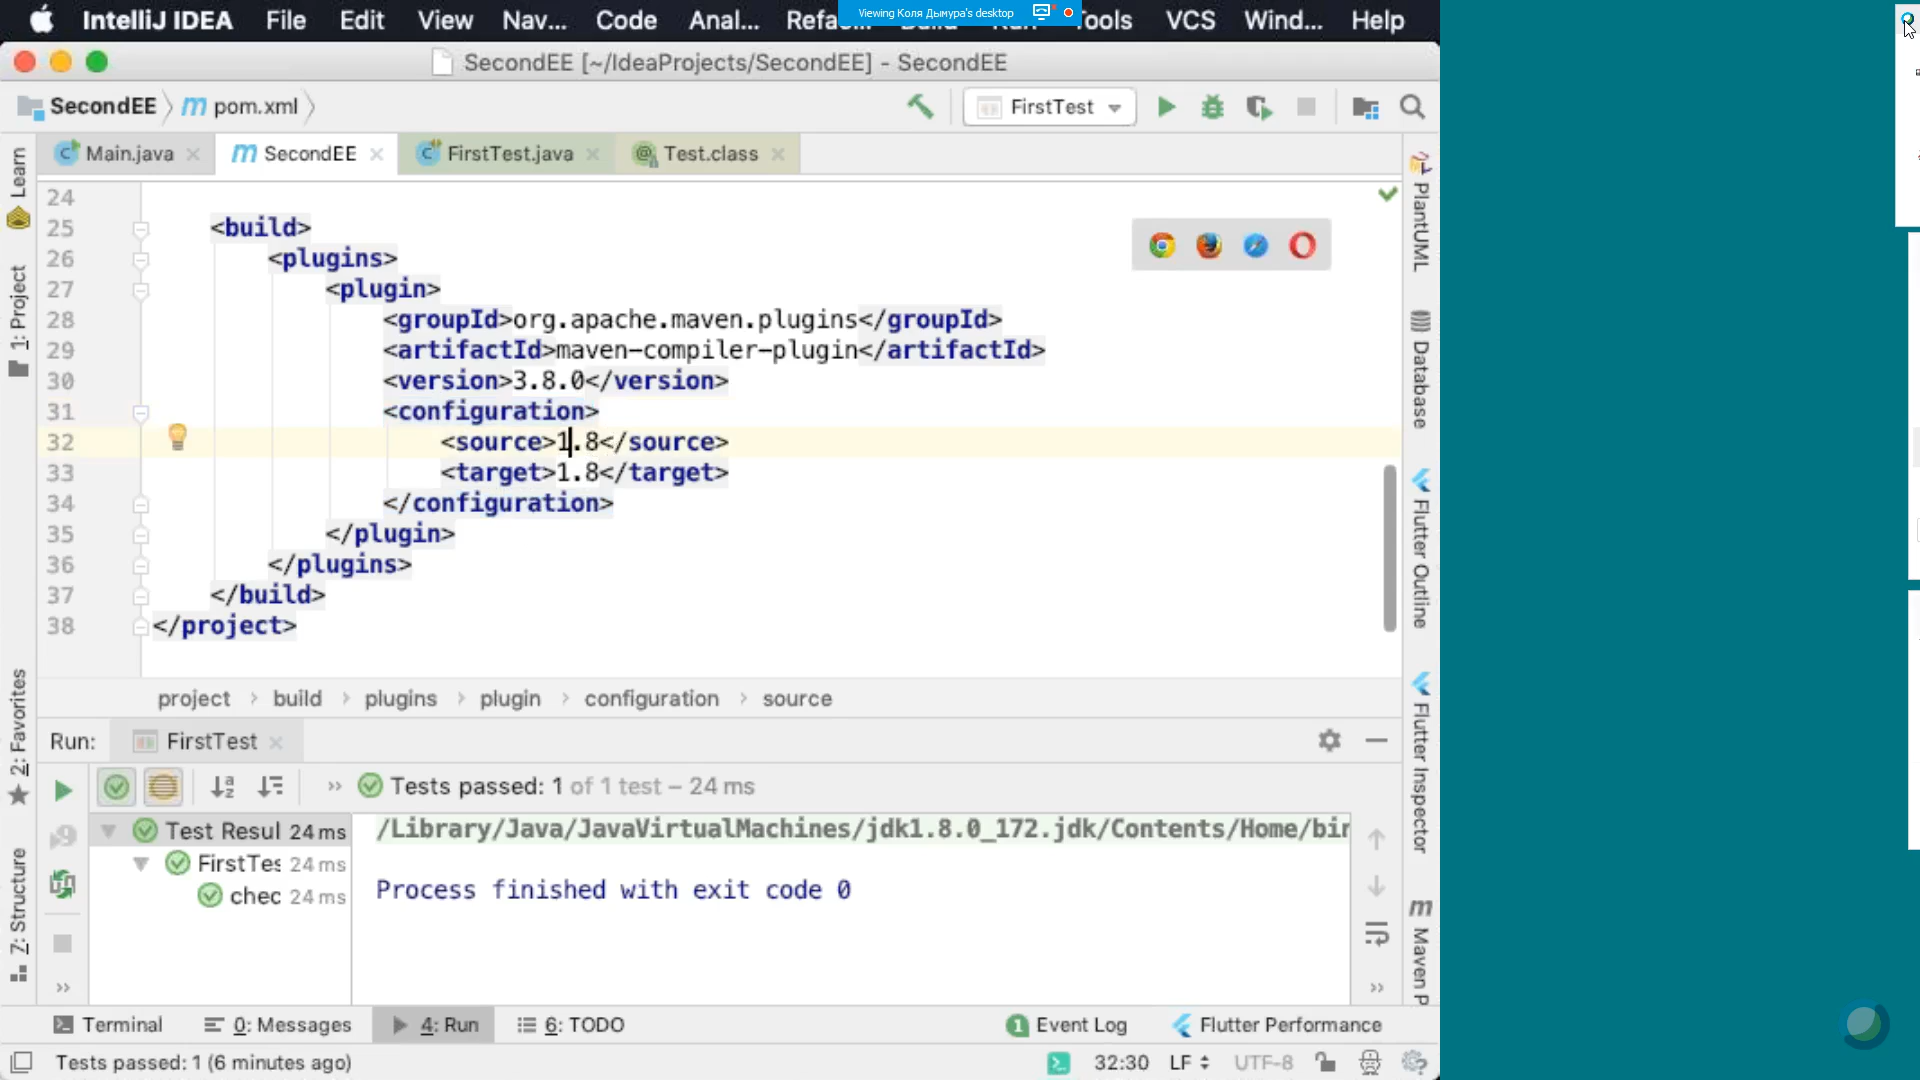 IntelliJ IDEA File Edit View Nav... Code Anal... Refa... Build Run Tools VCS Wind... Help
Viewing Коля Дымура's desktop
SecondEE [~/IdeaProjects/SecondEE] - SecondEE
SecondEE m pom.xml FirstTest
Main.java m SecondEE FirstTest.java Test.class
24
25 <build>
26 <plugins>
27 <plugin>
28 <groupId>org.apache.maven.plugins</groupId>
29 <artifactId>maven-compiler-plugin</artifactId>
30 <version>3.8.0</version>
31 <configuration>
32 <source>1.8</source>
33 <target>1.8</target>
34 </configuration>
35 </plugin>
36 </plugins>
37 </build>
38 </project>
project > build > plugins > plugin > configuration > source
Learn
1: Project
2: Favorites
7: Structure
PlantUML
Database
Flutter Outline
Flutter Inspector
m Maven P
Run: FirstTest
>> Tests passed: 1 of 1 test – 24 ms
Test Resul 24 ms
FirstTes 24 ms
chec 24 ms
/Library/Java/JavaVirtualMachines/jdk1.8.0_172.jdk/Contents/Home/bin
Process finished with exit code 0
Terminal 0: Messages 4: Run 6: TODO 1 Event Log Flutter Performance
Tests passed: 1 (6 minutes ago) 32:30 LF UTF-8